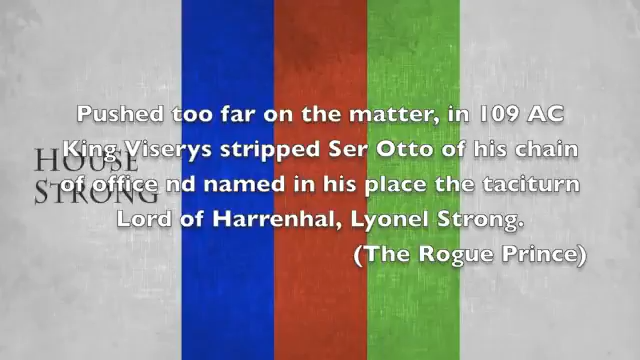 Pushed too far on the matter, in 109 AC
King Viserys stripped Ser Otto of his chain
of office nd named in his place the taciturn
Lord of Harrenhal, Lyonel Strong.
(The Rogue Prince)
HOUSE
STRONG